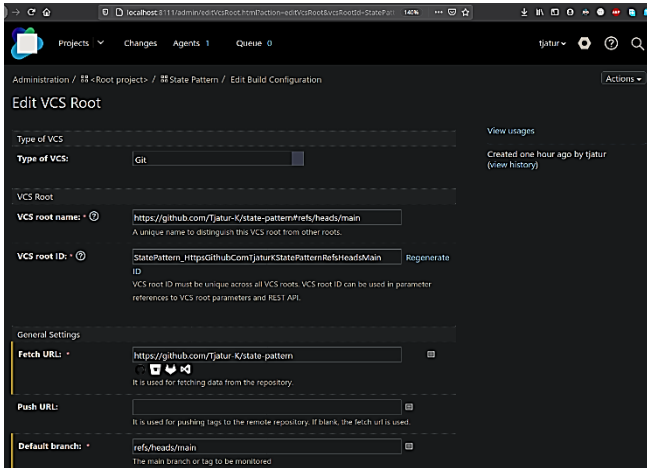 localhost:8111/admin/editVcsRoot.html?action=editVcsRoot&vcsRootId=StatePat 140%
Projects Changes Agents 1 Queue 0 tjatur
Administration / <Root project> / State Pattern / Edit Build Configuration Actions
Edit VCS Root
View usages
Type of VCS
Created one hour ago by tjatur
(view history)
Type of VCS: Git
VCS Root
VCS root name: * https://github.com/Tjatur-K/state-pattern#refs/heads/main
A unique name to distinguish this VCS root from other roots.
VCS root ID: * StatePattern_HttpsGithubComTjaturKStatePatternRefsHeadsMain Regenerate
ID
VCS root ID must be unique across all VCS roots. VCS root ID can be used in parameter
references to VCS root parameters and REST API.
General Settings
Fetch URL: * https://github.com/Tjatur-K/state-pattern
It is used for fetching data from the repository.
Push URL:
It is used for pushing tags to the remote repository. If blank, the fetch url is used.
Default branch: * refs/heads/main
The main branch or tag to be monitored